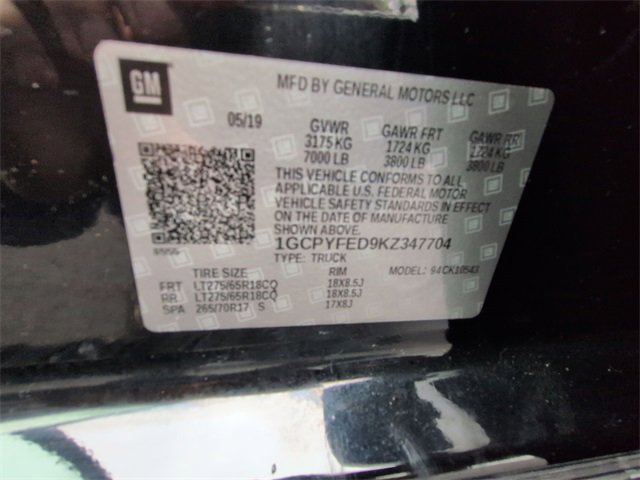 GM
MFD BY GENERAL MOTORS LLC
05/19 GVWR GAWR FRT GAWR RR
3175 KG 1724 KG 1724 KG
7000 LB 3800 LB 3800 LB
THIS VEHICLE CONFORMS TO ALL
APPLICABLE U.S. FEDERAL MOTOR
VEHICLE SAFETY STANDARDS IN EFFECT
ON THE DATE OF MANUFACTURE
SHOWN ABOVE.
1GCPYFED9KZ347704
TYPE: TRUCK
TIRE SIZE RIM MODEL: 94 CK10543
FRT LT275/65R18CQ 18X8.5J
RR LT275/65R18CQ 18X8.5J
SPA 265/70R17 S 17X8J